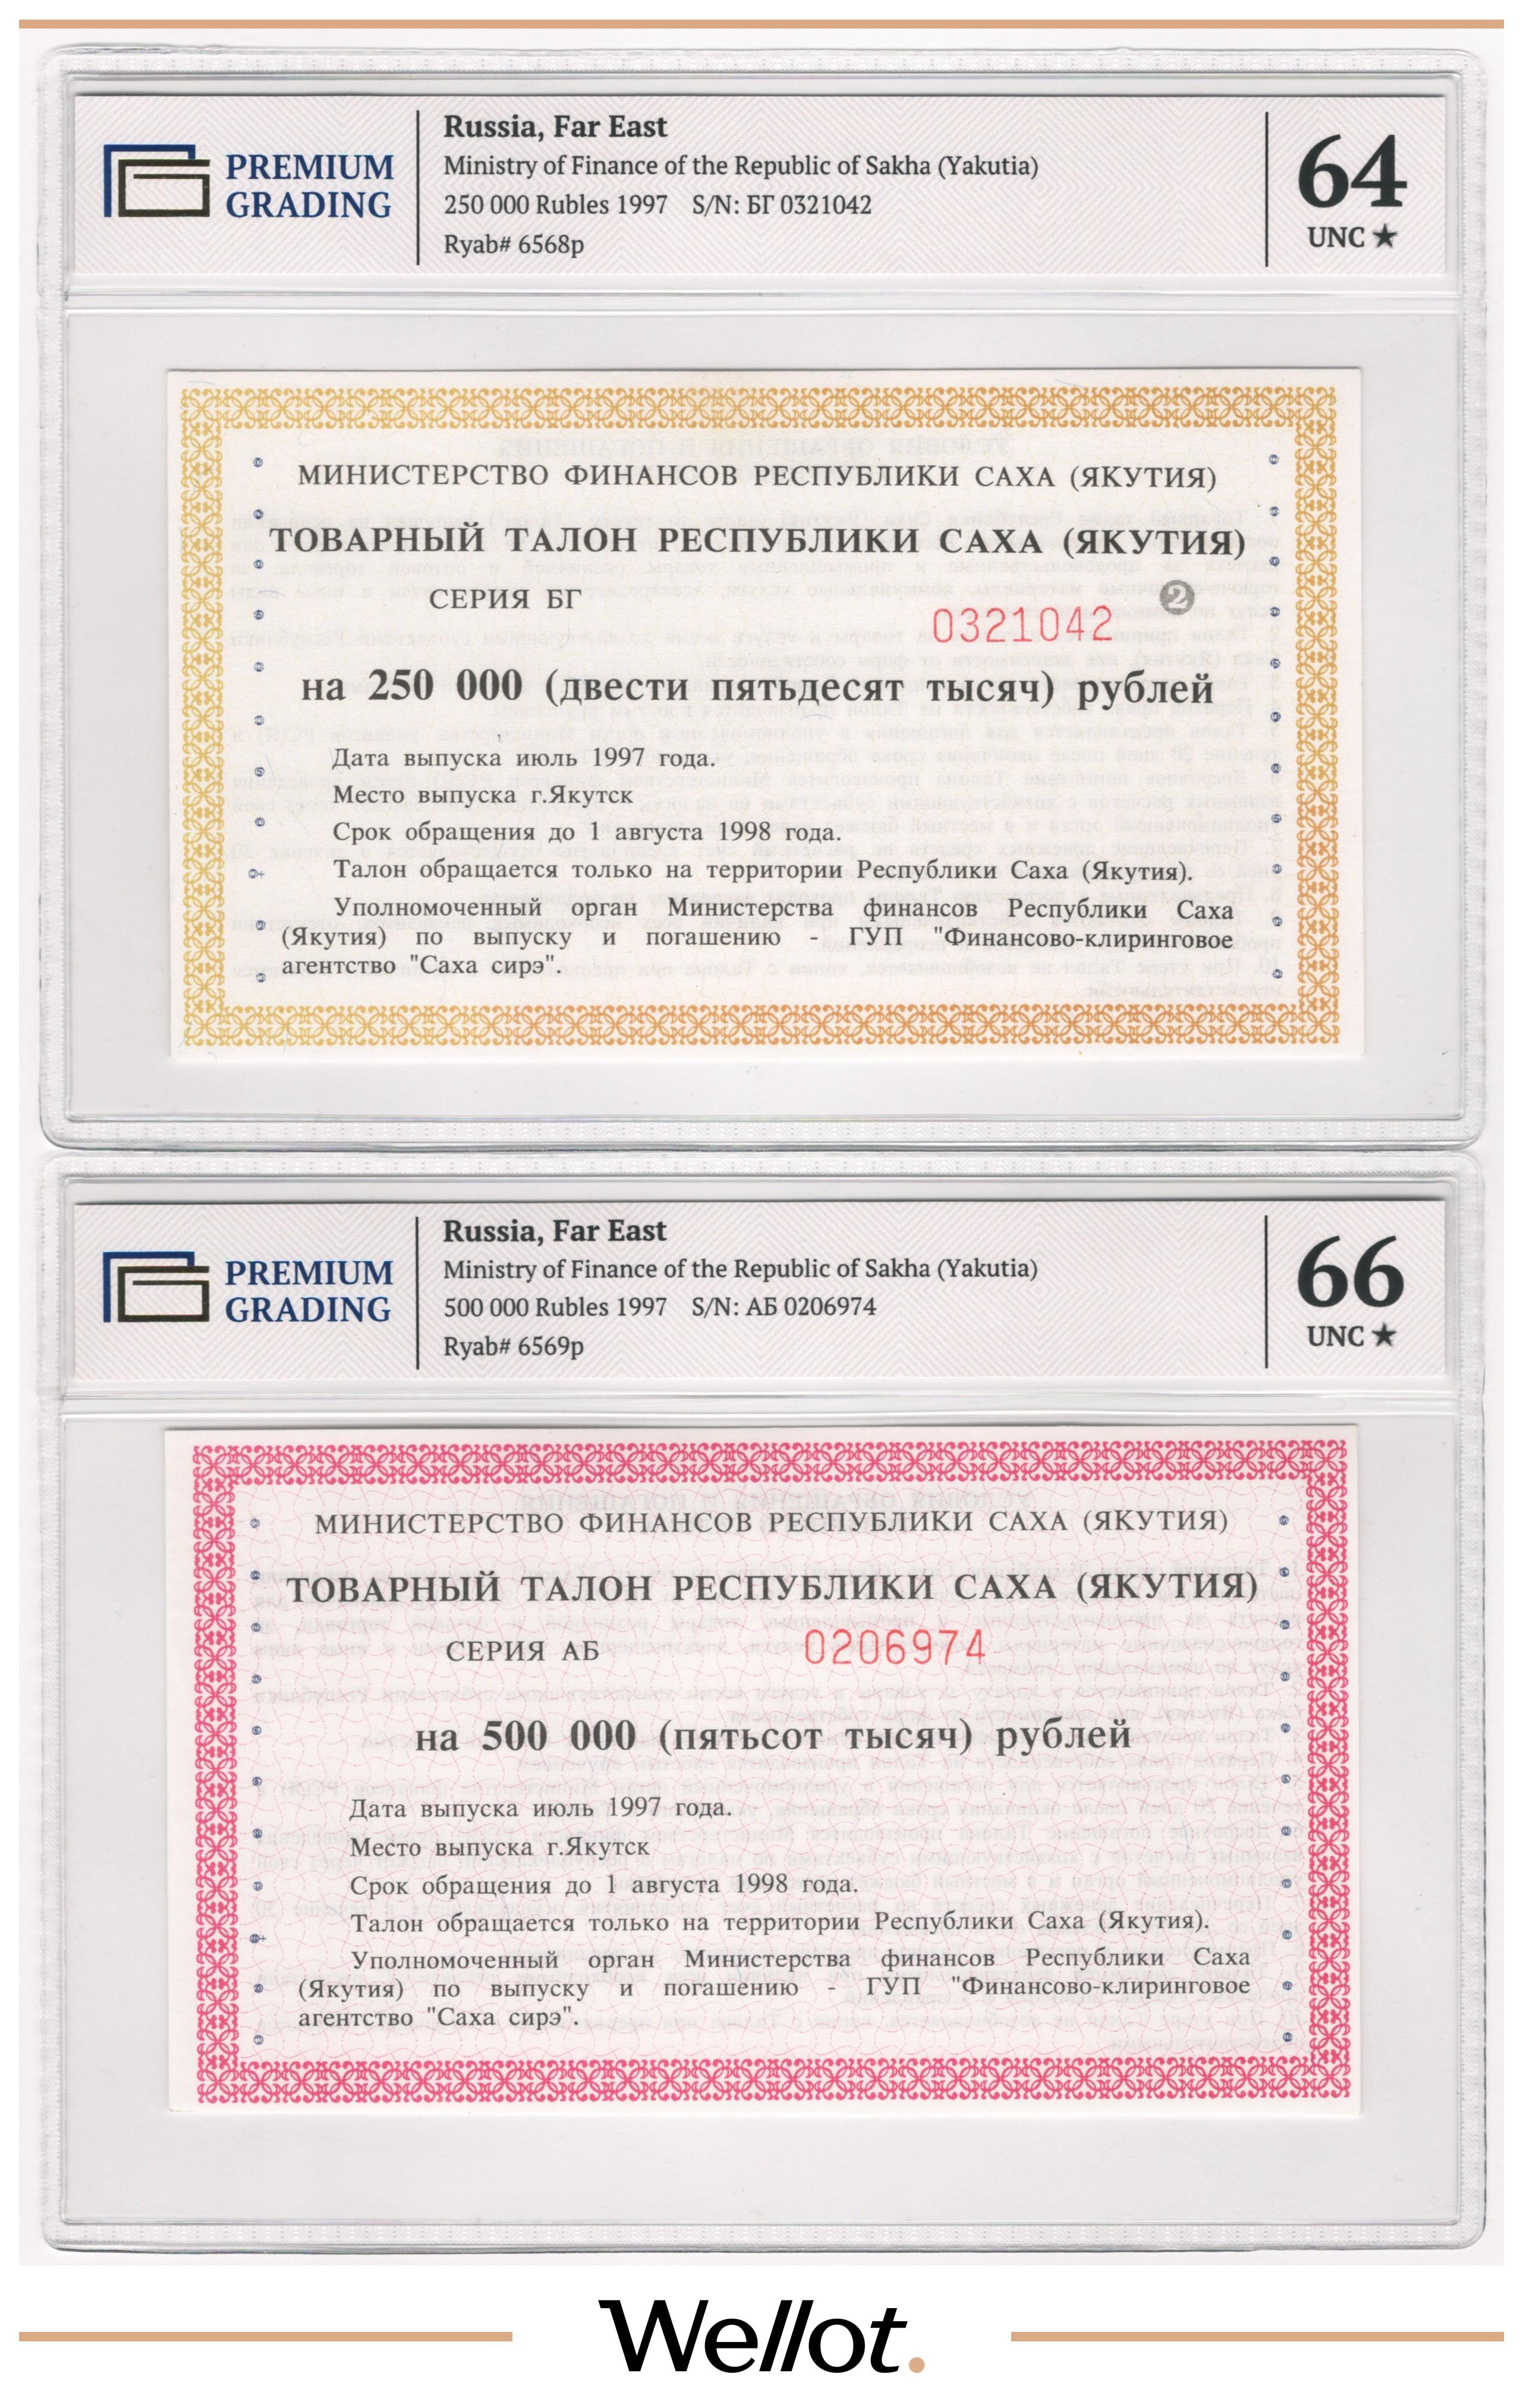 PREMIUM
GRADING
Russia, Far East
Ministry of Finance of the Republic of Sakha (Yakutia)
250 000 Rubles 1997 S/N: БГ 0321042
Ryab# 6568p
64
UNC ★
МИНИСТЕРСТВО ФИНАНСОВ РЕСПУБЛИКИ САХА (ЯКУТИЯ)
ТОВАРНЫЙ ТАЛОН РЕСПУБЛИКИ САХА (ЯКУТИЯ)
СЕРИЯ БГ
0321042
2
на 250 000 (двести пятьдесят тысяч) рублей
Дата выпуска июль 1997 года.
Место выпуска г.Якутск
Срок обращения до 1 августа 1998 года.
Талон обращается только на территории Республики Саха (Якутия).
Уполномоченный орган Министерства финансов Республики Саха
(Якутия) по выпуску и погашению - ГУП "Финансово-клиринговое
агентство "Саха сирэ".
PREMIUM
GRADING
Russia, Far East
Ministry of Finance of the Republic of Sakha (Yakutia)
500 000 Rubles 1997 S/N: АБ 0206974
Ryab# 6569p
66
UNC ★
МИНИСТЕРСТВО ФИНАНСОВ РЕСПУБЛИКИ САХА (ЯКУТИЯ)
ТОВАРНЫЙ ТАЛОН РЕСПУБЛИКИ САХА (ЯКУТИЯ)
СЕРИЯ АБ
0206974
на 500 000 (пятьсот тысяч) рублей
Дата выпуска июль 1997 года.
Место выпуска г.Якутск
Срок обращения до 1 августа 1998 года.
Талон обращается только на территории Республики Саха (Якутия).
Уполномоченный орган Министерства финансов Республики Саха
(Якутия) по выпуску и погашению - ГУП "Финансово-клиринговое
агентство "Саха сирэ".
Wellot.